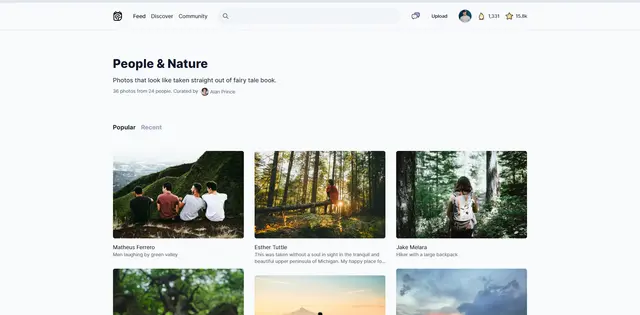 Feed Discover Community Upload 1,331 15,8k
People & Nature
Photos that look like taken straight out of fairy tale book.
36 photos from 24 people. Curated by Alan Prince
Popular Recent
Matheus Ferrero
Men laughing by green valley
Esther Tuttle
This was taken without a soul in sight in the tranquil and
beautiful upper peninsula of Michigan. My happy place fo...
Jake Melara
Hiker with a large backpack